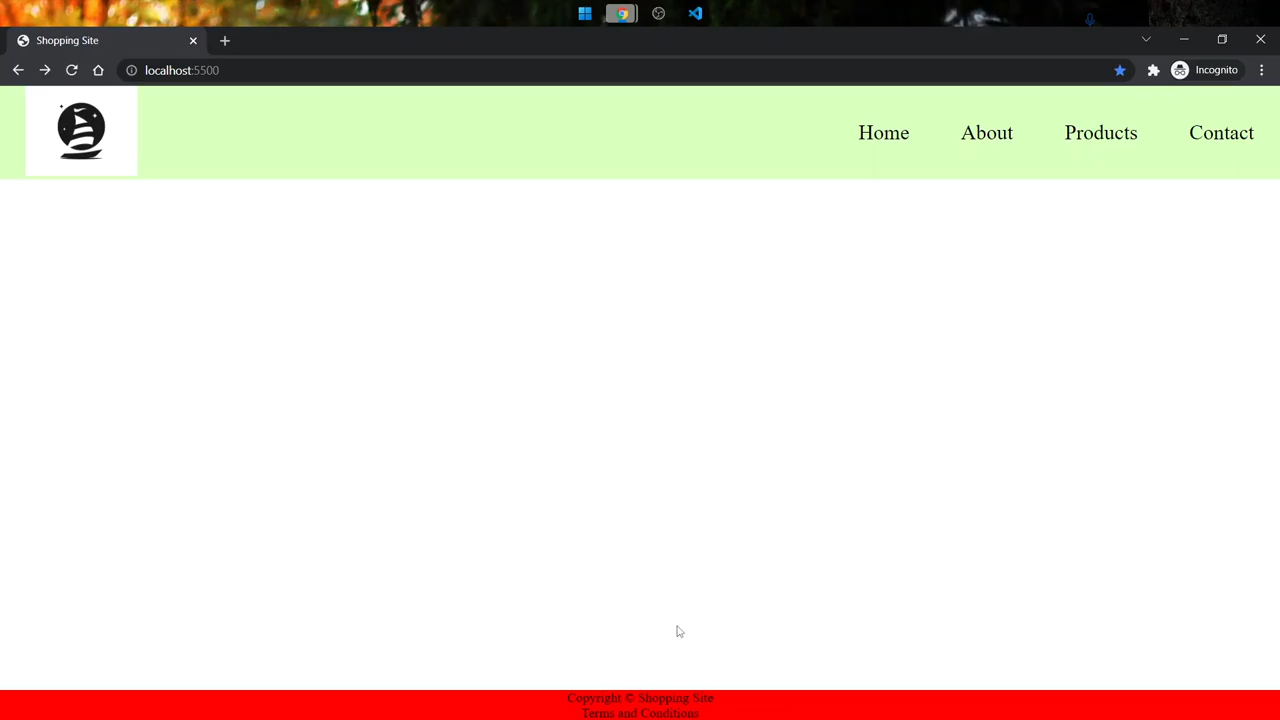 Shopping Site
localhost:5500
Incognito
Home About Products Contact
Copyright © Shopping Site
Terms and Conditions